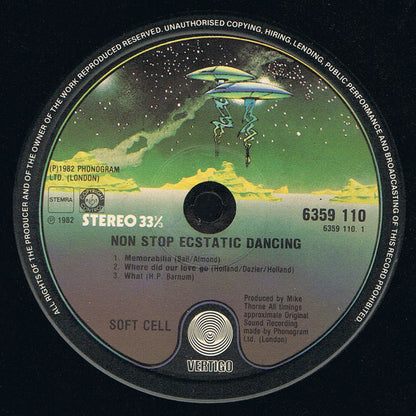 ALL RIGHTS OF THE PRODUCER AND OF THE OWNER OF THE WORK REPRODUCED RESERVED. UNAUTHORISED COPYING, HIRING, LENDING, PUBLIC PERFORMANCE AND BROADCASTING OF THIS RECORD PROHIBITED.
(P)1982 PHONOGRAM
LTD. (LONDON)
STEMRA
℗ 1982
STEREO 33⅓
6359 110
6359 110.1
NON STOP ECSTATIC DANCING
1. Memorabilia (Ball/Almond)
2. Where did our love go (Holland/Dozier/Holland)
3. What (H.P. Barnum)
Produced by Mike
Thorne All timings
approximate Original
Sound Recording
made by Phonogram
Ltd. (London)
SOFT CELL
VERTIGO